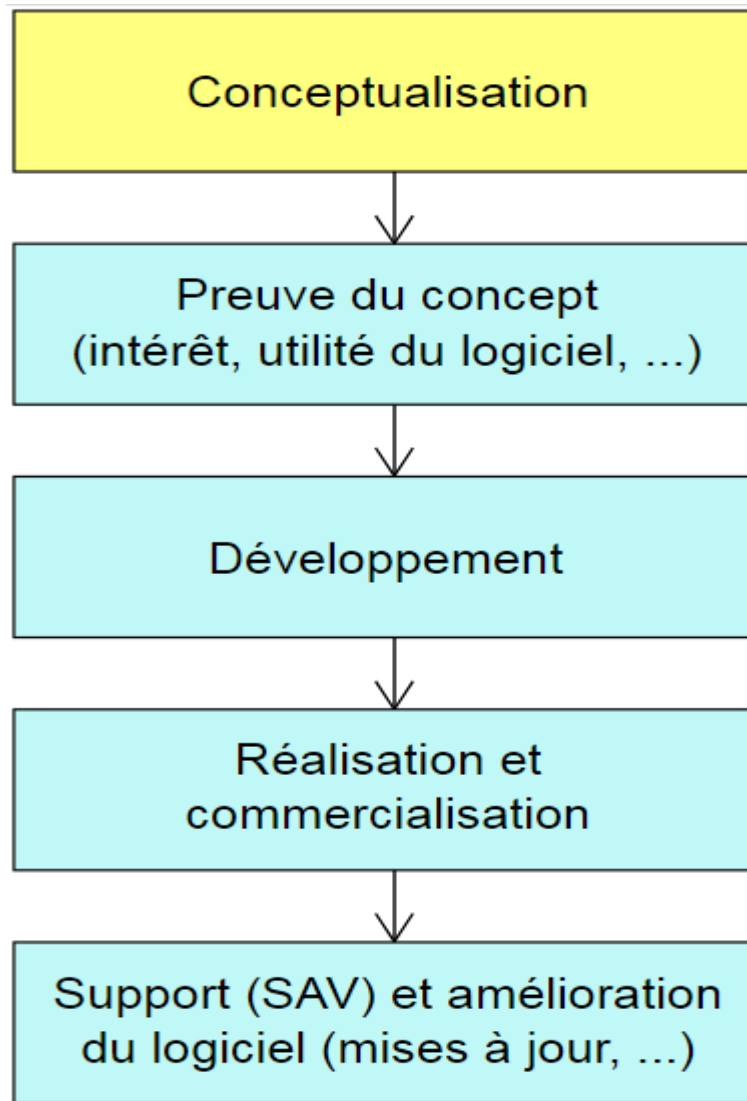 Conceptualisation
Preuve du concept
(intérêt, utilité du logiciel, ...)
Développement
Réalisation et
commercialisation
Support (SAV) et amélioration
du logiciel (mises à jour, ...)